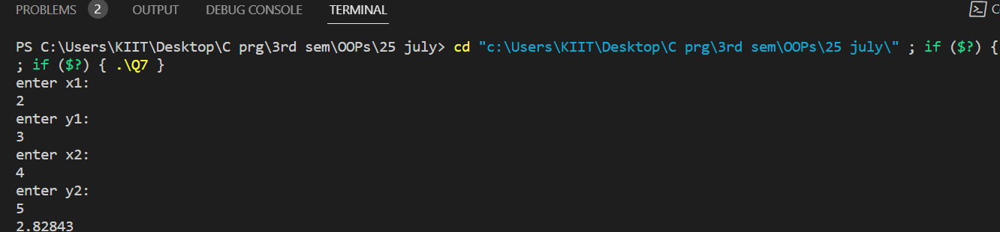 PROBLEMS 2 OUTPUT DEBUG CONSOLE TERMINAL
PS C:\Users\KIIT\Desktop\C prg\3rd sem\OOPs\25 july> cd "c:\Users\KIIT\Desktop\C prg\3rd sem\OOPs\25 july\" ; if ($?) {
; if ($?) { .\Q7 }
enter x1:
2
enter y1:
3
enter x2:
4
enter y2:
5
2.82843